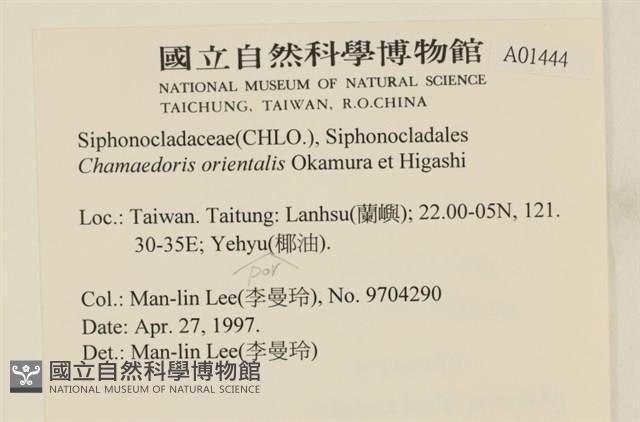 國立自然科學博物館
A01444
NATIONAL MUSEUM OF NATURAL SCIENCE
TAICHUNG, TAIWAN, R.O.CHINA
Siphonocladaceae(CHLO.), Siphonocladales
Chamaedoris orientalis Okamura et Higashi
Loc.: Taiwan. Taitung: Lanhsu(蘭嶼); 22.00-05N, 121.
30-35E; Yehyu(椰油).
por
Col.: Man-lin Lee(李曼玲), No. 9704290
Date: Apr. 27, 1997.
Det.: Man-lin Lee(李曼玲)
國立自然科學博物館
NATIONAL MUSEUM OF NATURAL SCIENCE